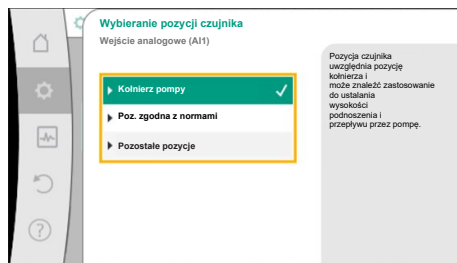 Wybieranie pozycji czujnika
Wejście analogowe (AI1)
Kołnierz pompy
Poz. zgodna z normami
Pozostałe pozycje
Pozycja czujnika
uwzględnia pozycję
kołnierza i
może znaleźć zastosowanie
do ustalania
wysokości
podnoszenia i
przepływu przez pompę.